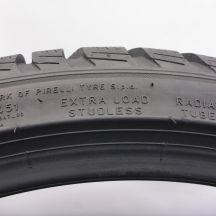 RK OF PIRELLI TYRE S.p.A.
EXTRA LOAD
STUDLESS
RADIA
TUBE